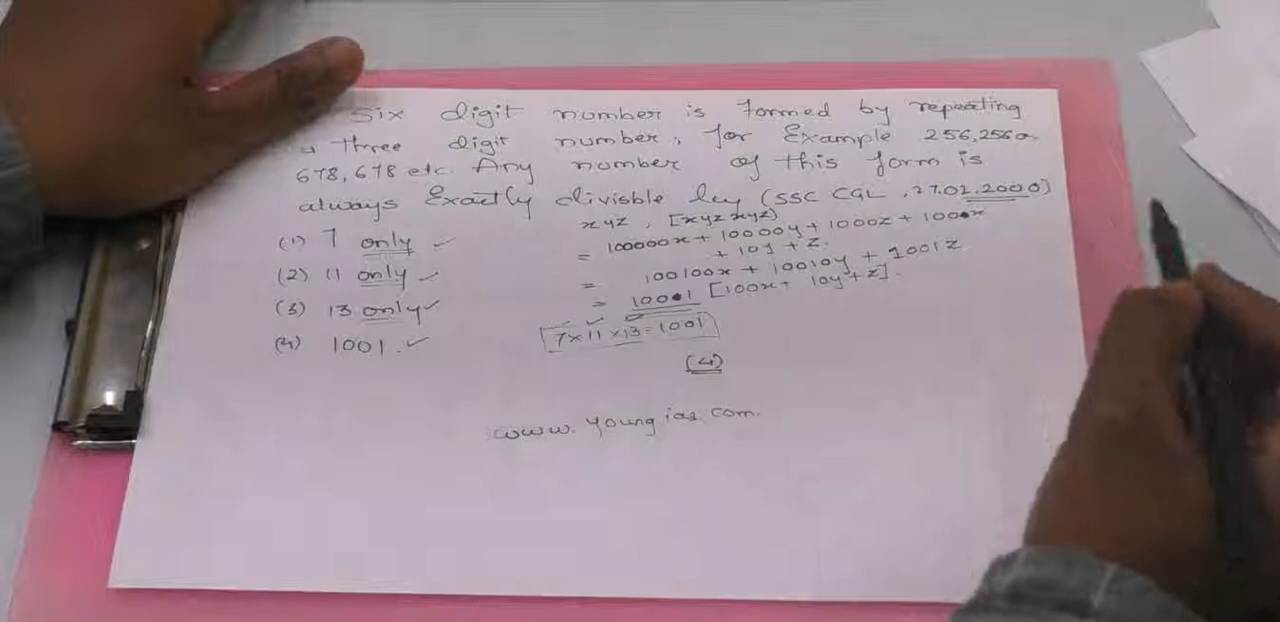 Six digit number is formed by repeating
a three digit number, for Example 256,256 or
678,678 etc. Any number of this form is
always Exactly divisble by (SSC CGL ,27.02.2000)
xyz , [xyz xyz]
(1) 7 only ✓
= 100000x + 10000y + 1000z + 100x
+ 10y + z.
(2) 11 only ✓
= 100100x + 10010y + 1001z
(3) 13 only ✓
= 1001 [100x + 10y + z].
(4) 1001. ✓
7×11×13=1001
(4)
www.youngias.com.